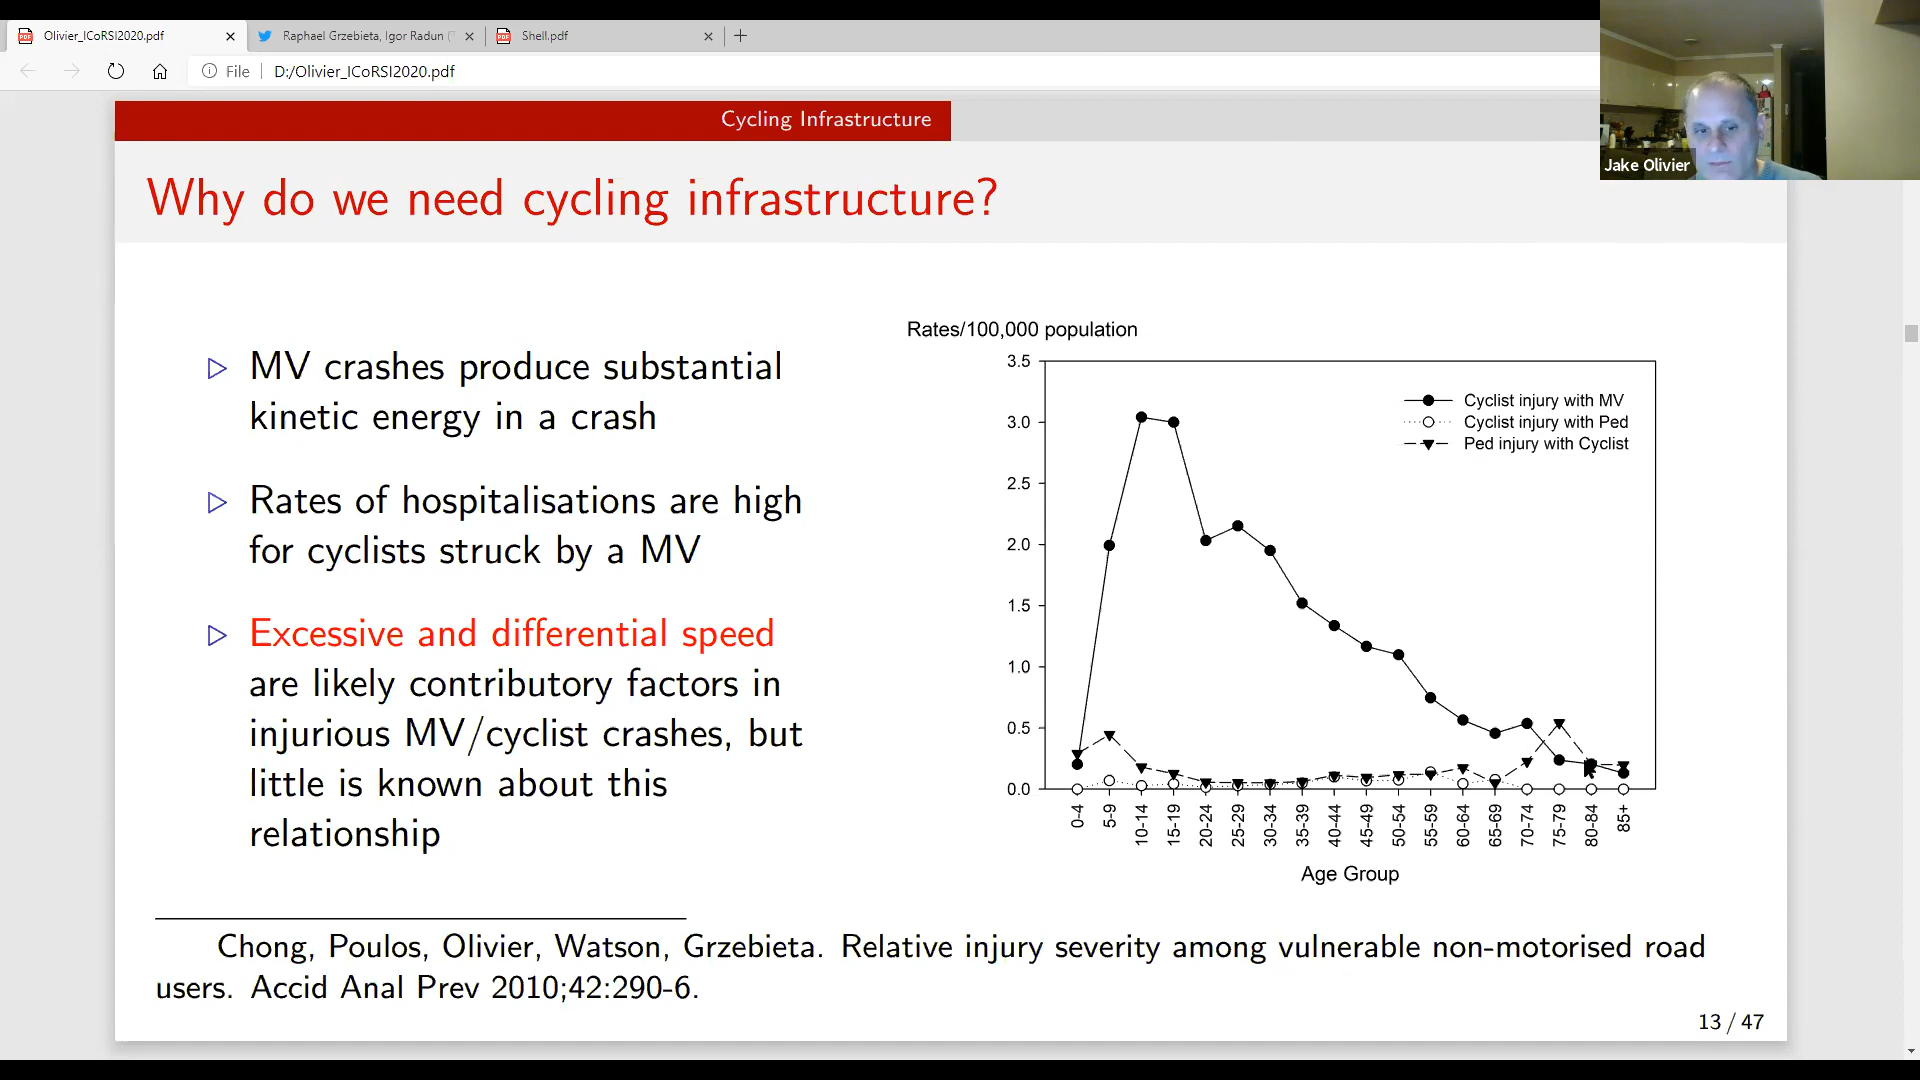 Olivier_ICoRSI2020.pdf
Raphael Grzebieta, Igor Radun (
Shell.pdf
File
D:/Olivier_ICoRSI2020.pdf
Jake Olivier
Cycling Infrastructure
Why do we need cycling infrastructure?
MV crashes produce substantial
kinetic energy in a crash
Rates of hospitalisations are high
for cyclists struck by a MV
Excessive and differential speed
are likely contributory factors in
injurious MV/cyclist crashes, but
little is known about this
relationship
Rates/100,000 population
3.5
3.0
2.5
2.0
1.5
1.0
0.5
0.0
Cyclist injury with MV
Cyclist injury with Ped
Ped injury with Cyclist
0-4
5-9
10-14
15-19
20-24
25-29
30-34
35-39
40-44
45-49
50-54
55-59
60-64
65-69
70-74
75-79
80-84
85+
Age Group
Chong, Poulos, Olivier, Watson, Grzebieta. Relative injury severity among vulnerable non-motorised road
users. Accid Anal Prev 2010;42:290-6.
13 / 47